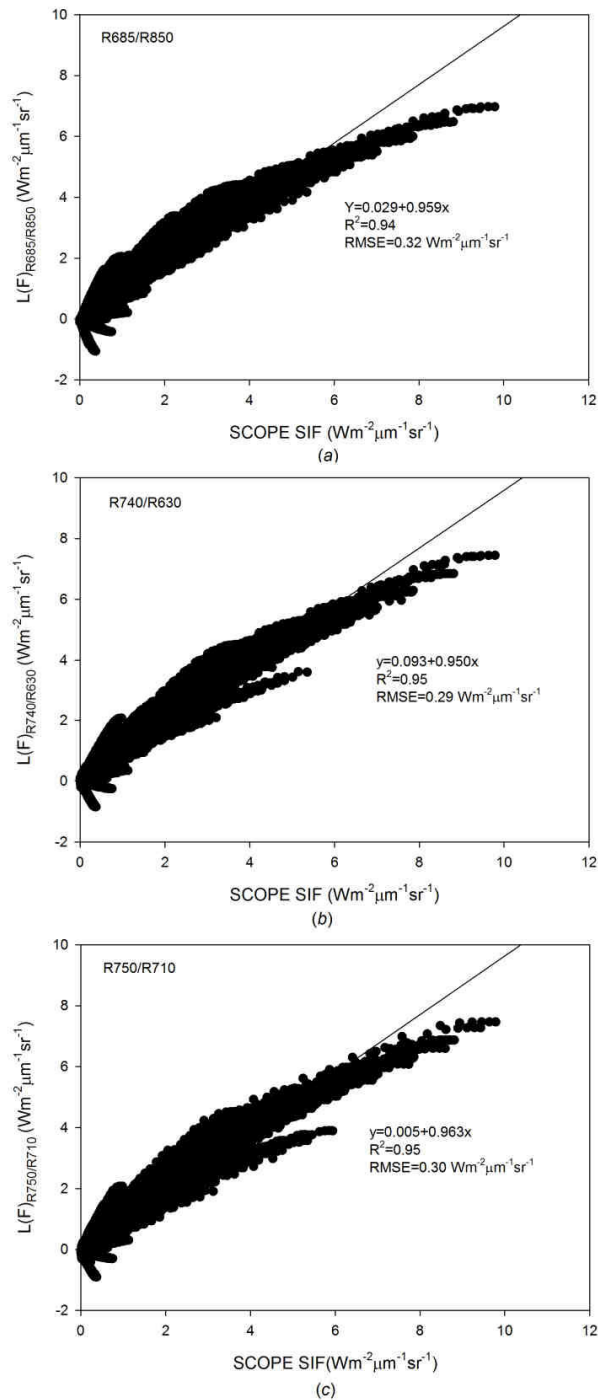 10
R685/R850
8
6
4
2
0
-2
L(F)R685/R850 (Wm-2μm-1sr-1)
Y=0.029+0.959x
R2=0.94
RMSE=0.32 Wm-2μm-1sr-1
0 2 4 6 8 10 12
SCOPE SIF (Wm-2μm-1sr-1)
(a)
10
R740/R630
8
6
4
2
0
-2
L(F)R740/R630 (Wm-2μm-1sr-1)
y=0.093+0.950x
R2=0.95
RMSE=0.29 Wm-2μm-1sr-1
0 2 4 6 8 10 12
SCOPE SIF (Wm-2μm-1sr-1)
(b)
10
R750/R710
8
6
4
2
0
-2
L(F)R750/R710 (Wm-2μm-1sr-1)
y=0.005+0.963x
R2=0.95
RMSE=0.30 Wm-2μm-1sr-1
0 2 4 6 8 10 12
SCOPE SIF(Wm-2μm-1sr-1)
(c)